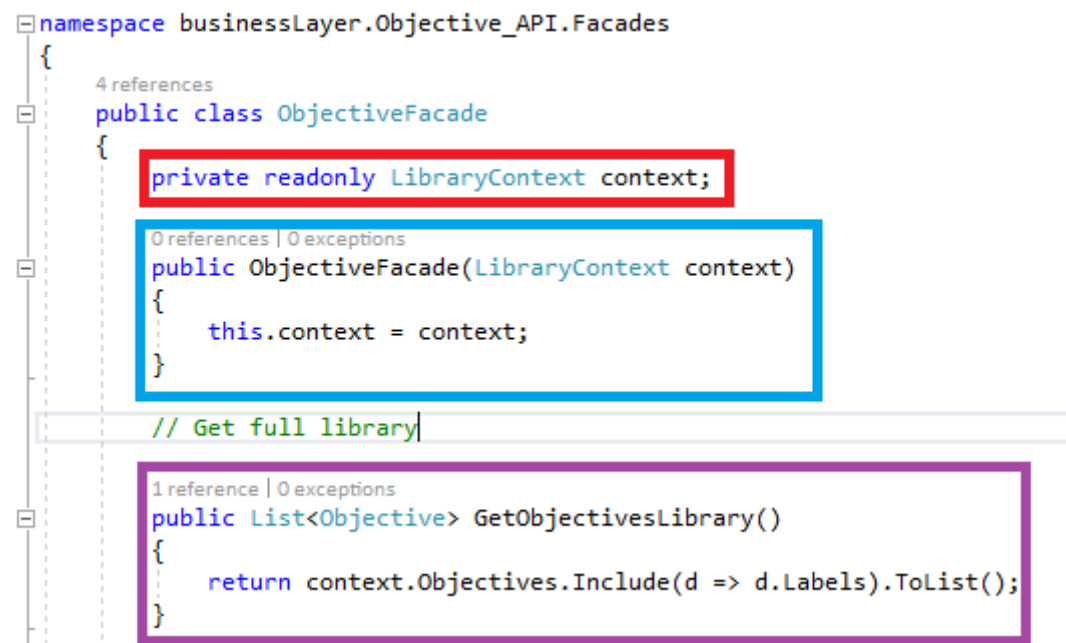 namespace businessLayer.Objective_API.Facades
{
4 references
public class ObjectiveFacade
{
private readonly LibraryContext context;
0 references | 0 exceptions
public ObjectiveFacade(LibraryContext context)
{
this.context = context;
}
// Get full library
1 reference | 0 exceptions
public List<Objective> GetObjectivesLibrary()
{
return context.Objectives.Include(d => d.Labels).ToList();
}